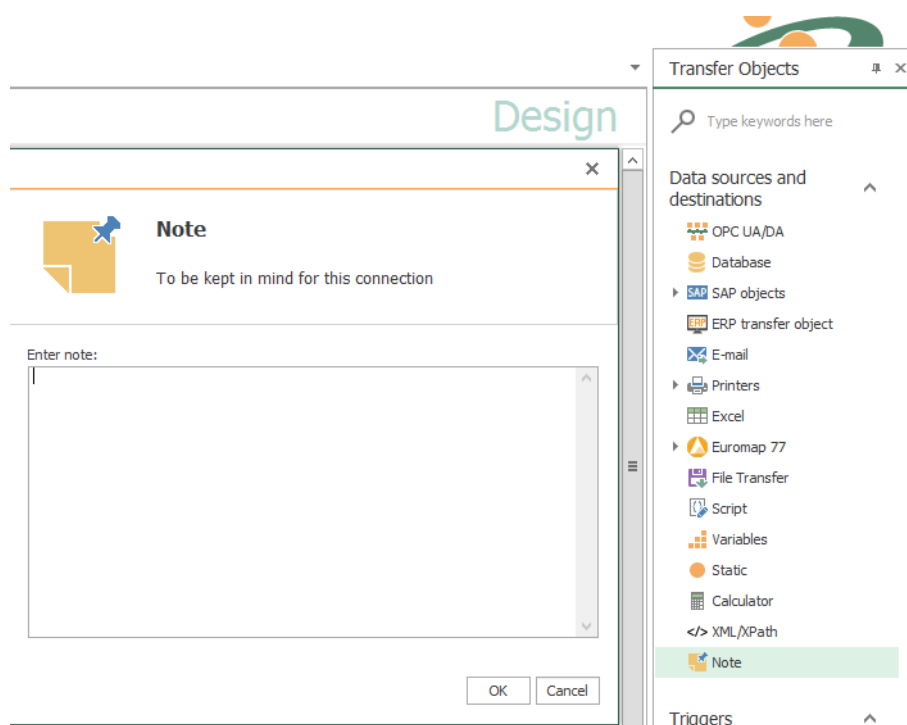 Transfer Objects
Design
Type keywords here
Note
To be kept in mind for this connection
Enter note:
OK
Cancel
Data sources and
destinations
OPC UA/DA
Database
SAP SAP objects
ERP ERP transfer object
E-mail
Printers
Excel
Euromap 77
File Transfer
Script
Variables
Static
Calculator
</> XML/XPath
Note
Triggers